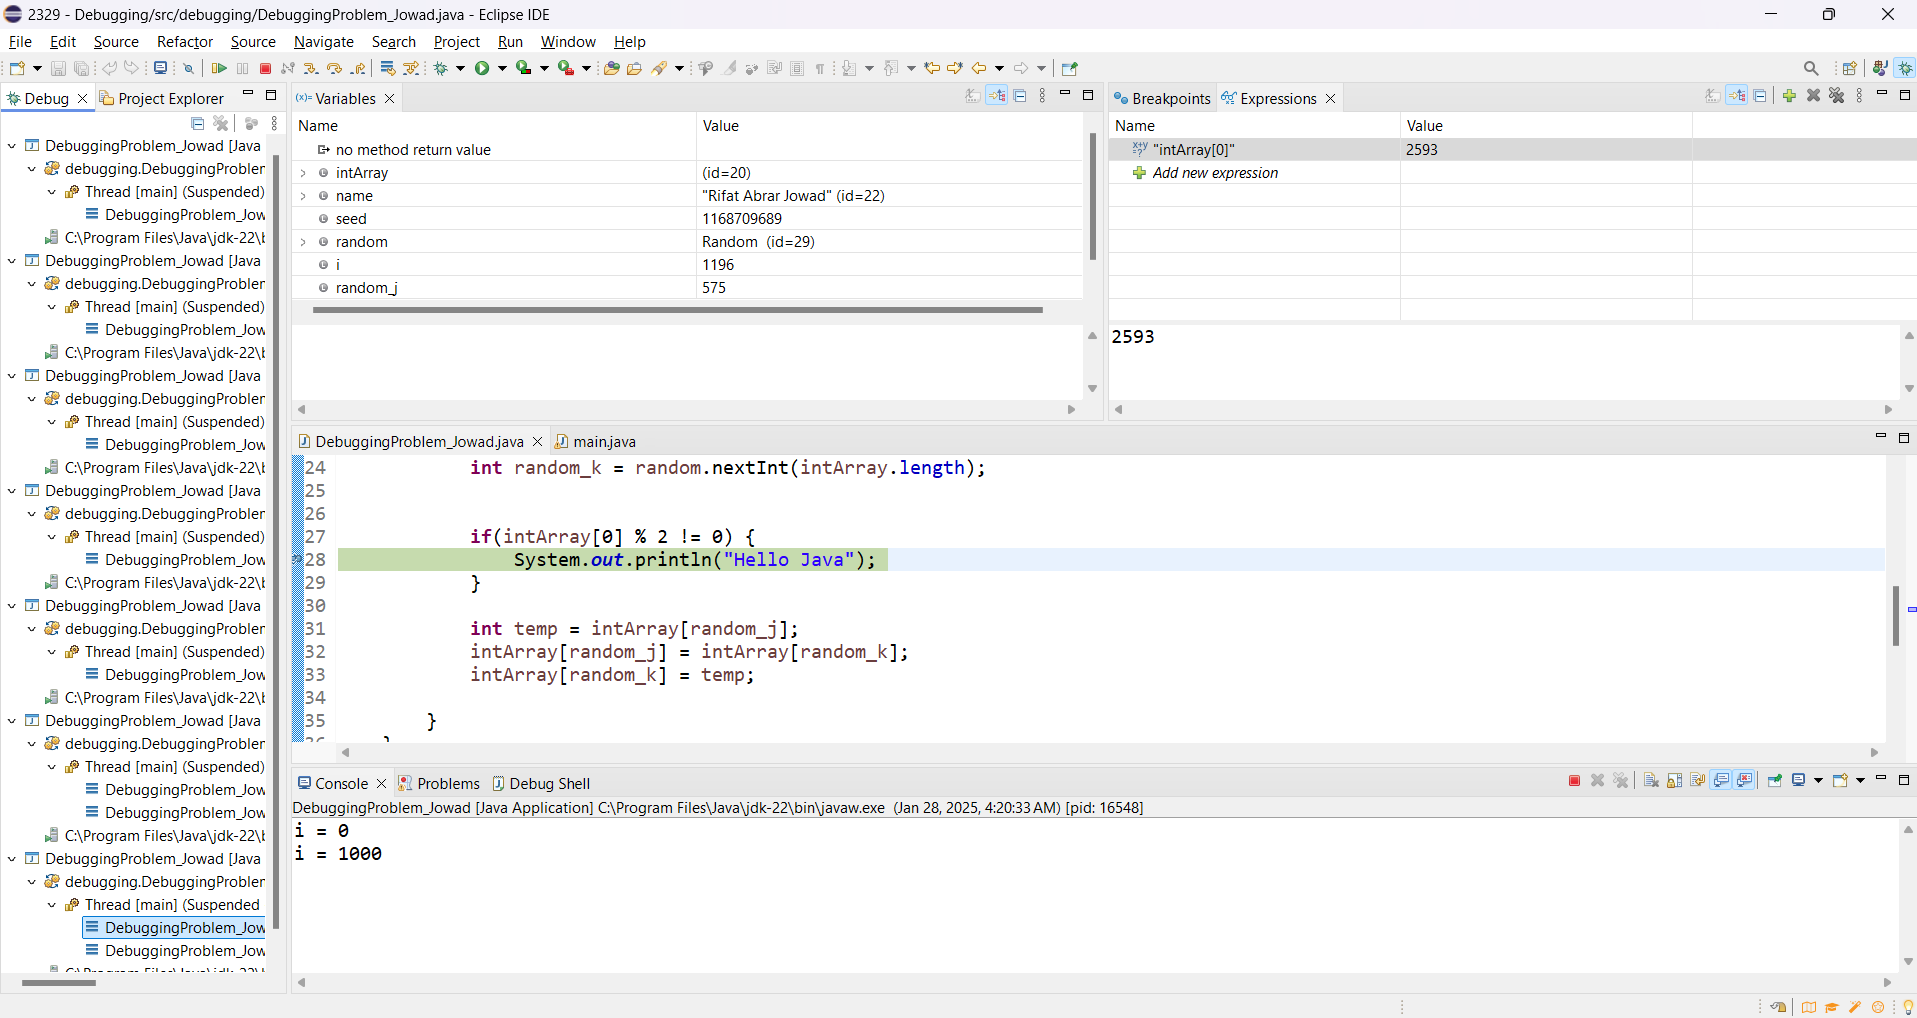 2329 - Debugging/src/debugging/DebuggingProblem_Jowad.java - Eclipse IDE
File Edit Source Refactor Source Navigate Search Project Run Window Help
Debug Project Explorer
DebuggingProblem_Jowad [Java
debugging.DebuggingProblem
Thread [main] (Suspended)
DebuggingProblem_Jow
C:\Program Files\Java\jdk-22\b
DebuggingProblem_Jowad [Java
debugging.DebuggingProblem
Thread [main] (Suspended)
DebuggingProblem_Jow
C:\Program Files\Java\jdk-22\b
DebuggingProblem_Jowad [Java
debugging.DebuggingProblem
Thread [main] (Suspended)
DebuggingProblem_Jow
C:\Program Files\Java\jdk-22\b
DebuggingProblem_Jowad [Java
debugging.DebuggingProblem
Thread [main] (Suspended)
DebuggingProblem_Jow
C:\Program Files\Java\jdk-22\b
DebuggingProblem_Jowad [Java
debugging.DebuggingProblem
Thread [main] (Suspended)
DebuggingProblem_Jow
C:\Program Files\Java\jdk-22\b
DebuggingProblem_Jowad [Java
debugging.DebuggingProblem
Thread [main] (Suspended)
DebuggingProblem_Jow
DebuggingProblem_Jow
C:\Program Files\Java\jdk-22\b
DebuggingProblem_Jowad [Java
debugging.DebuggingProblem
Thread [main] (Suspended
DebuggingProblem_Jow
DebuggingProblem_Jow
(x)= Variables
Name Value
no method return value
intArray (id=20)
name "Rifat Abrar Jowad" (id=22)
seed 1168709689
random Random (id=29)
i 1196
random_j 575
Breakpoints Expressions
Name Value
"intArray[0]" 2593
Add new expression
2593
DebuggingProblem_Jowad.java main.java
24 int random_k = random.nextInt(intArray.length);
25
26
27 if(intArray[0] % 2 != 0) {
28 System.out.println("Hello Java");
29 }
30
31 int temp = intArray[random_j];
32 intArray[random_j] = intArray[random_k];
33 intArray[random_k] = temp;
34
35 }
Console Problems Debug Shell
DebuggingProblem_Jowad [Java Application] C:\Program Files\Java\jdk-22\bin\javaw.exe (Jan 28, 2025, 4:20:33 AM) [pid: 16548]
i = 0
i = 1000